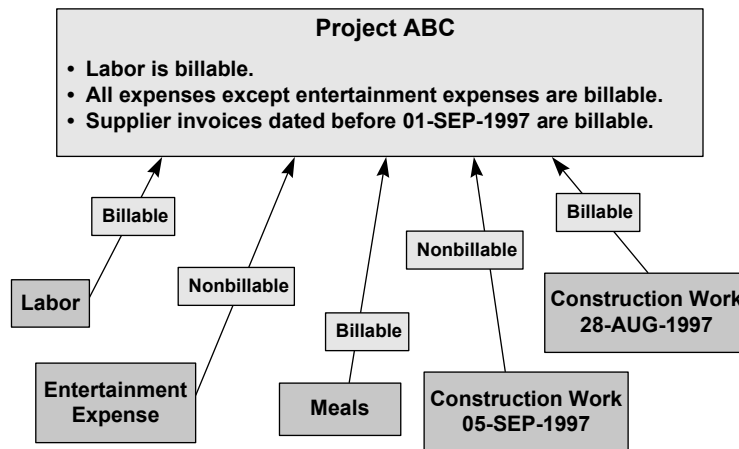 Project ABC
• Labor is billable.
• All expenses except entertainment expenses are billable.
• Supplier invoices dated before 01-SEP-1997 are billable.
Billable
Billable
Nonbillable
Nonbillable
Billable
Labor
Construction Work
28-AUG-1997
Entertainment
Expense
Meals
Construction Work
05-SEP-1997